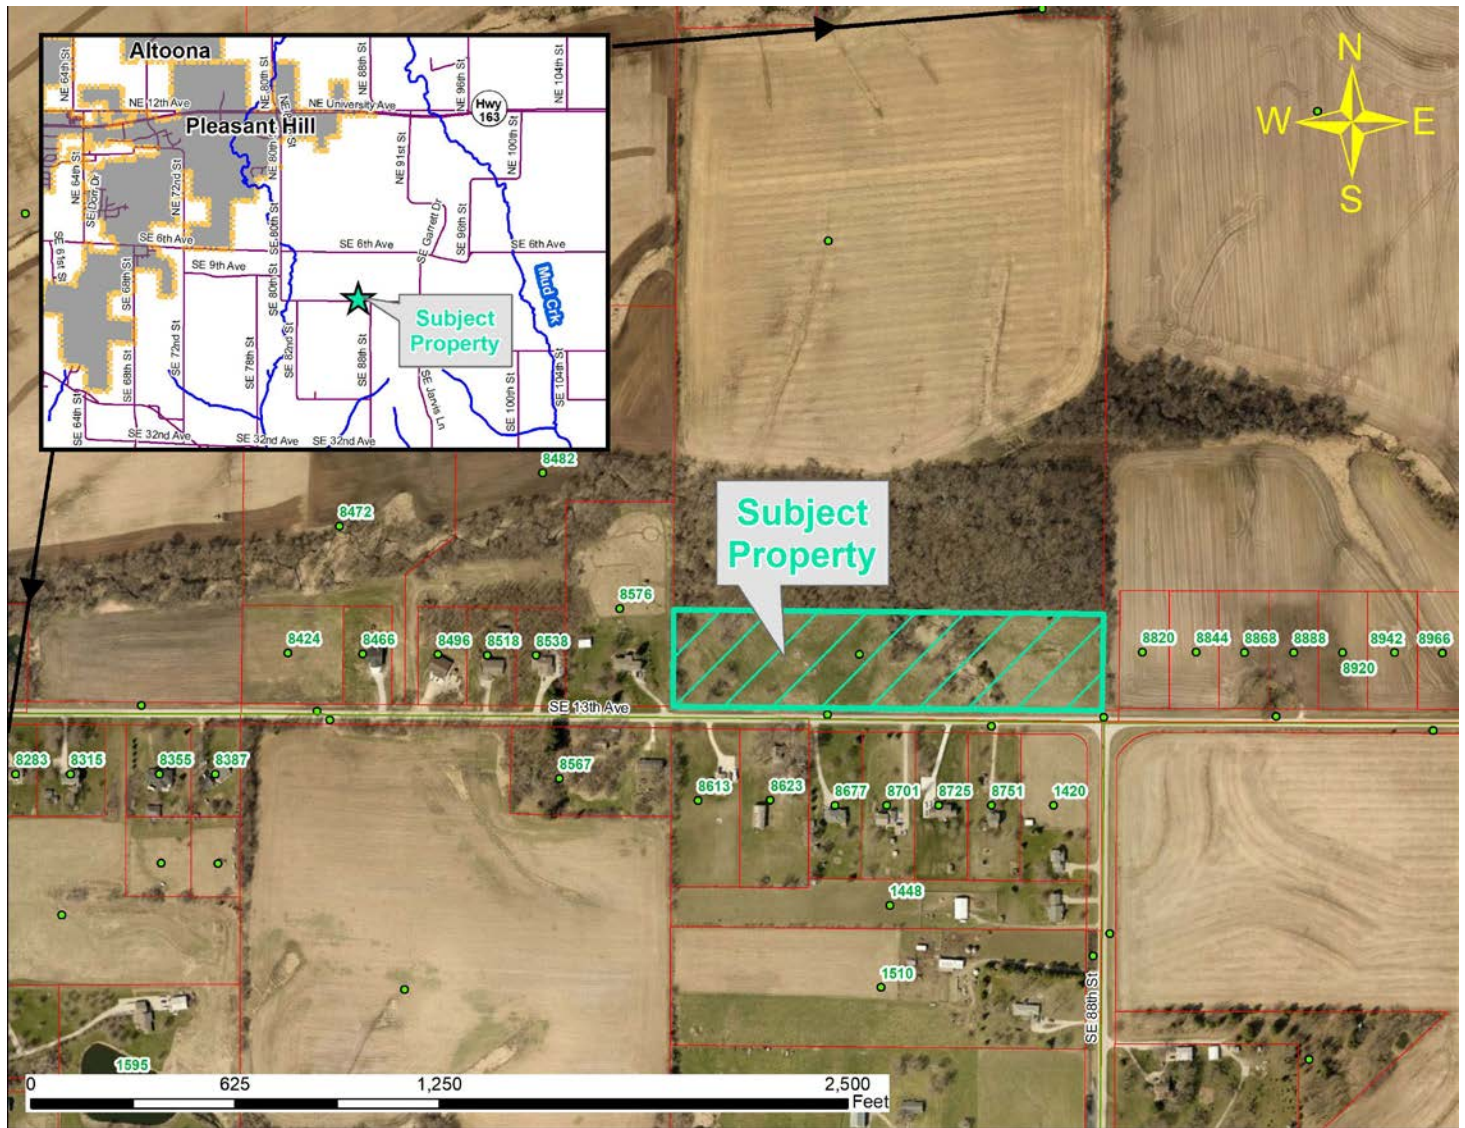 Altoona
Pleasant Hill
Hwy
163
NE 64th St
NE 80th St
NE 88th St
NE 96th St
NE 104th St
NE 12th Ave
NE University Ave
NE 64th St
SE Dorr Dr
NE 72nd St
NE 80th St
NE 91st St
NE 100th St
SE 6th Ave
SE 80th St
SE 6th Ave
SE Garrett Dr
SE 96th St
SE 6th Ave
SE 61st St
SE 68th St
SE 9th Ave
SE 80th St
Mud Crk
Subject
Property
SE 68th St
SE 72nd St
SE 78th St
SE 82nd St
SE 88th St
SE Jarvis Ln
SE 100th St
SE 104th St
SE 64th St
SE 32nd Ave
SE 32nd Ave
SE 32nd Ave
N
W
E
S
8482
8472
Subject
Property
8576
8424
8466
8496
8518
8538
8820
8844
8868
8888
8920
8942
8966
SE 13th Ave
8283
8315
8355
8387
8567
8613
8623
8677
8701
8725
8751
1420
1448
1510
SE 88th St
1595
0
625
1,250
2,500
Feet